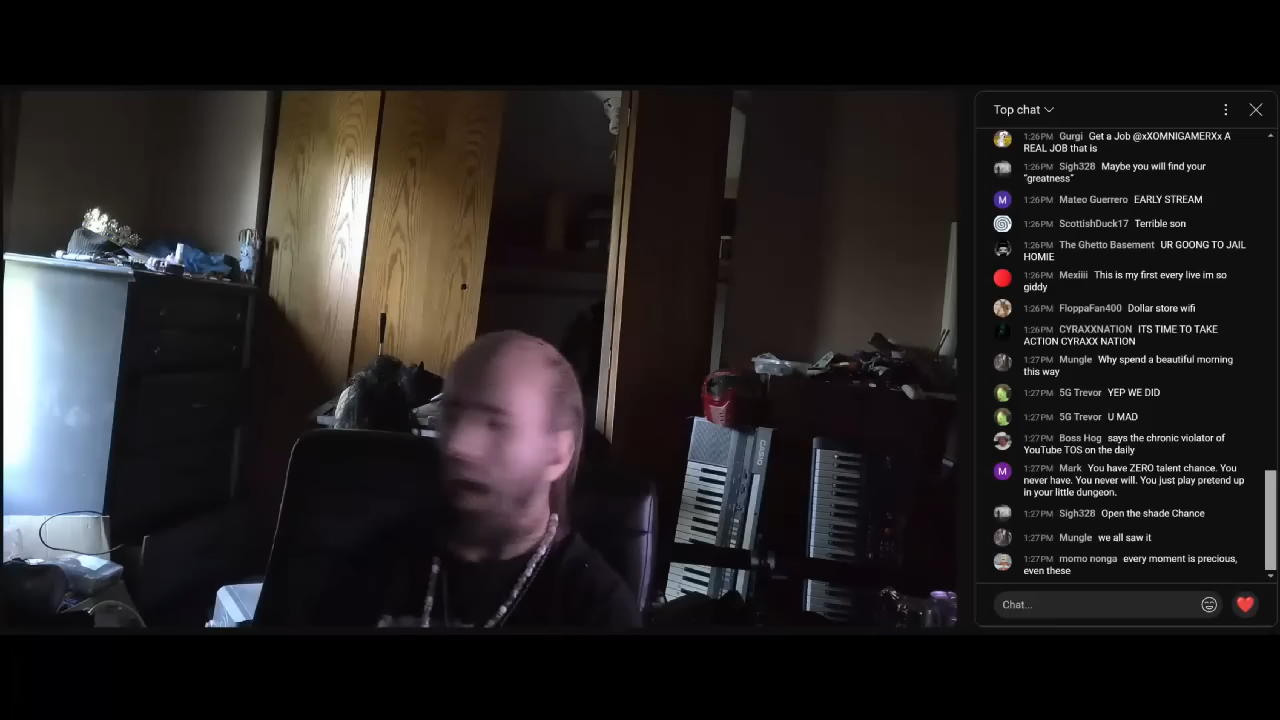 Top chat
1:26PM Gurgi Get a Job @xXOMNIGAMERXx A
REAL JOB that is
1:26PM Sigh328 Maybe you will find your
"greatness"
M 1:26PM Mateo Guerrero EARLY STREAM
1:26PM ScottishDuck17 Terrible son
1:26PM The Ghetto Basement UR GOONG TO JAIL
HOMIE
1:26PM Mexiiii This is my first every live im so
giddy
1:26PM FloppaFan400 Dollar store wifi
1:26PM CYRAXXNATION ITS TIME TO TAKE
ACTION CYRAXX NATION
1:27PM Mungle Why spend a beautiful morning
this way
1:27PM 5G Trevor YEP WE DID
1:27PM 5G Trevor U MAD
1:27PM Boss Hog says the chronic violator of
YouTube TOS on the daily
M 1:27PM Mark You have ZERO talent chance. You
never have. You never will. You just play pretend up
in your little dungeon.
1:27PM Sigh328 Open the shade Chance
1:27PM Mungle we all saw it
1:27PM momo nonga every moment is precious,
even these
Chat...
CASIO